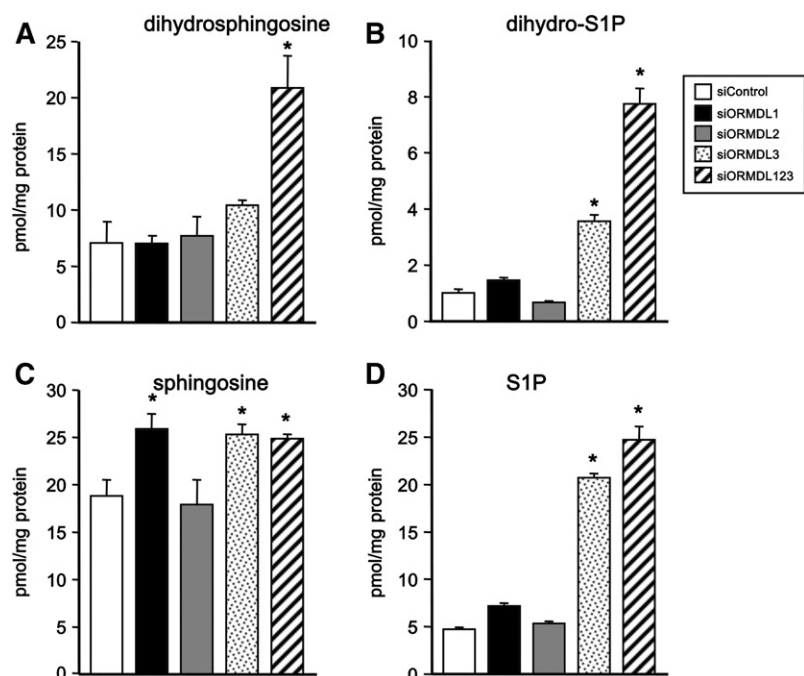 A dihydrosphingosine
pmol/mg protein
25
20
15
10
5
0
*
B dihydro-S1P
pmol/mg protein
10
8
6
4
2
0
*
*
siControl
siORMDL1
siORMDL2
siORMDL3
siORMDL123
C sphingosine
pmol/mg protein
30
25
20
15
10
5
0
* * *
D S1P
pmol/mg protein
30
25
20
15
10
5
0
*
*